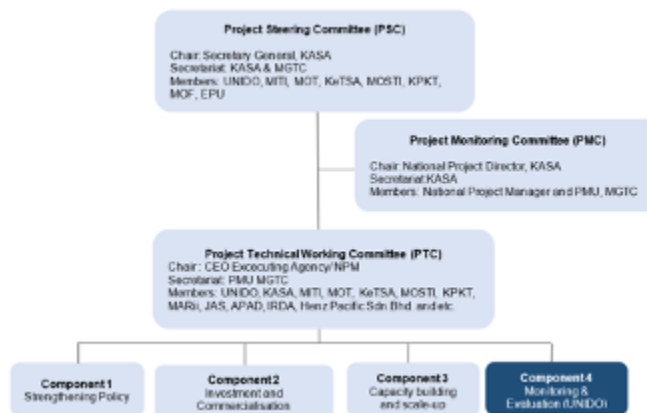 Project Steering Committee (PSC)
Chair: Secretary General, KASA
Secretariat: KASA & MGTC
Members: UNIDO, MITI, MOT, KeTSA, MOSTI, KPKT,
MOF, EPU
Project Monitoring Committee (PMC)
Chair: National Project Director, KASA
Secretariat:KASA
Members: National Project Manager and PMU, MGTC
Project Technical Working Committee (PTC)
Chair : CEO Excecuting Agency/NPM
Secretariat: PMU MGTC
Members: UNIDO, KASA, MITI, MOT, KeTSA, MOSTI, KPKT,
MARii, JAS, APAD, IRDA, Henz Pacific Sdn Bhd. and etc.
Component 1
Strengthening Policy
Component 2
Investment and
Commercialisation
Component 3
Capacity building
and scale-up
Component 4
Monitoring &
Evaluation (UNIDO)